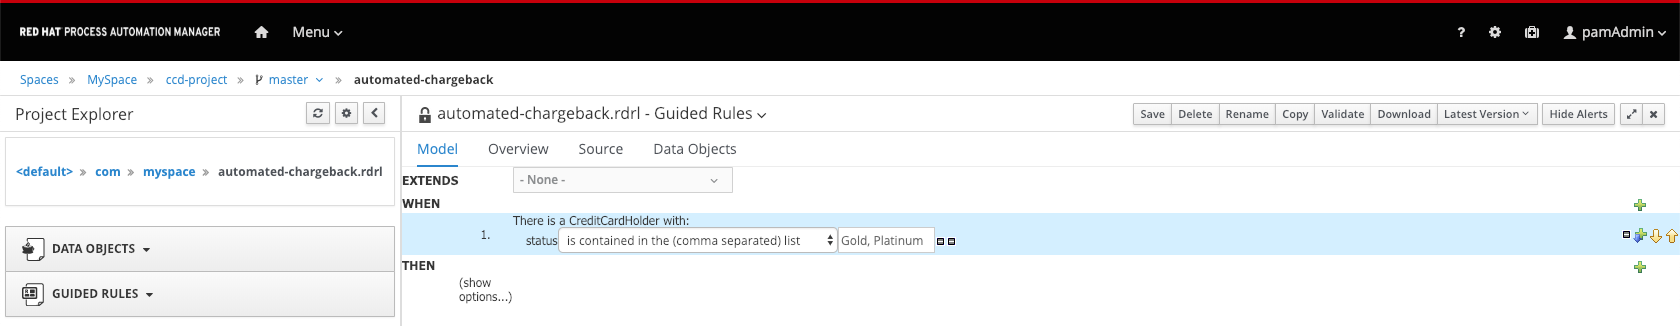 RED HAT PROCESS AUTOMATION MANAGER Menu ? pamAdmin
Spaces » MySpace » ccd-project » master » automated-chargeback
Project Explorer
automated-chargeback.rdrl - Guided Rules
Save Delete Rename Copy Validate Download Latest Version Hide Alerts
Model Overview Source Data Objects
<default> » com » myspace » automated-chargeback.rdrl
EXTENDS - None -
WHEN
There is a CreditCardHolder with:
1.
status is contained in the (comma separated) list Gold, Platinum
DATA OBJECTS
THEN
(show
options...)
GUIDED RULES